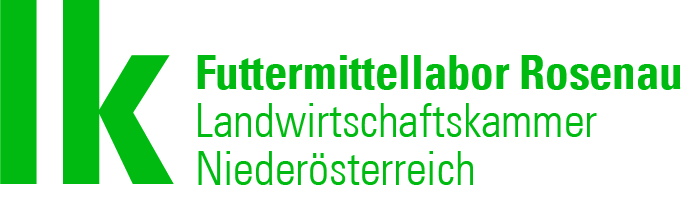 lk
Futtermittellabor Rosenau
Landwirtschaftskammer
Niederösterreich